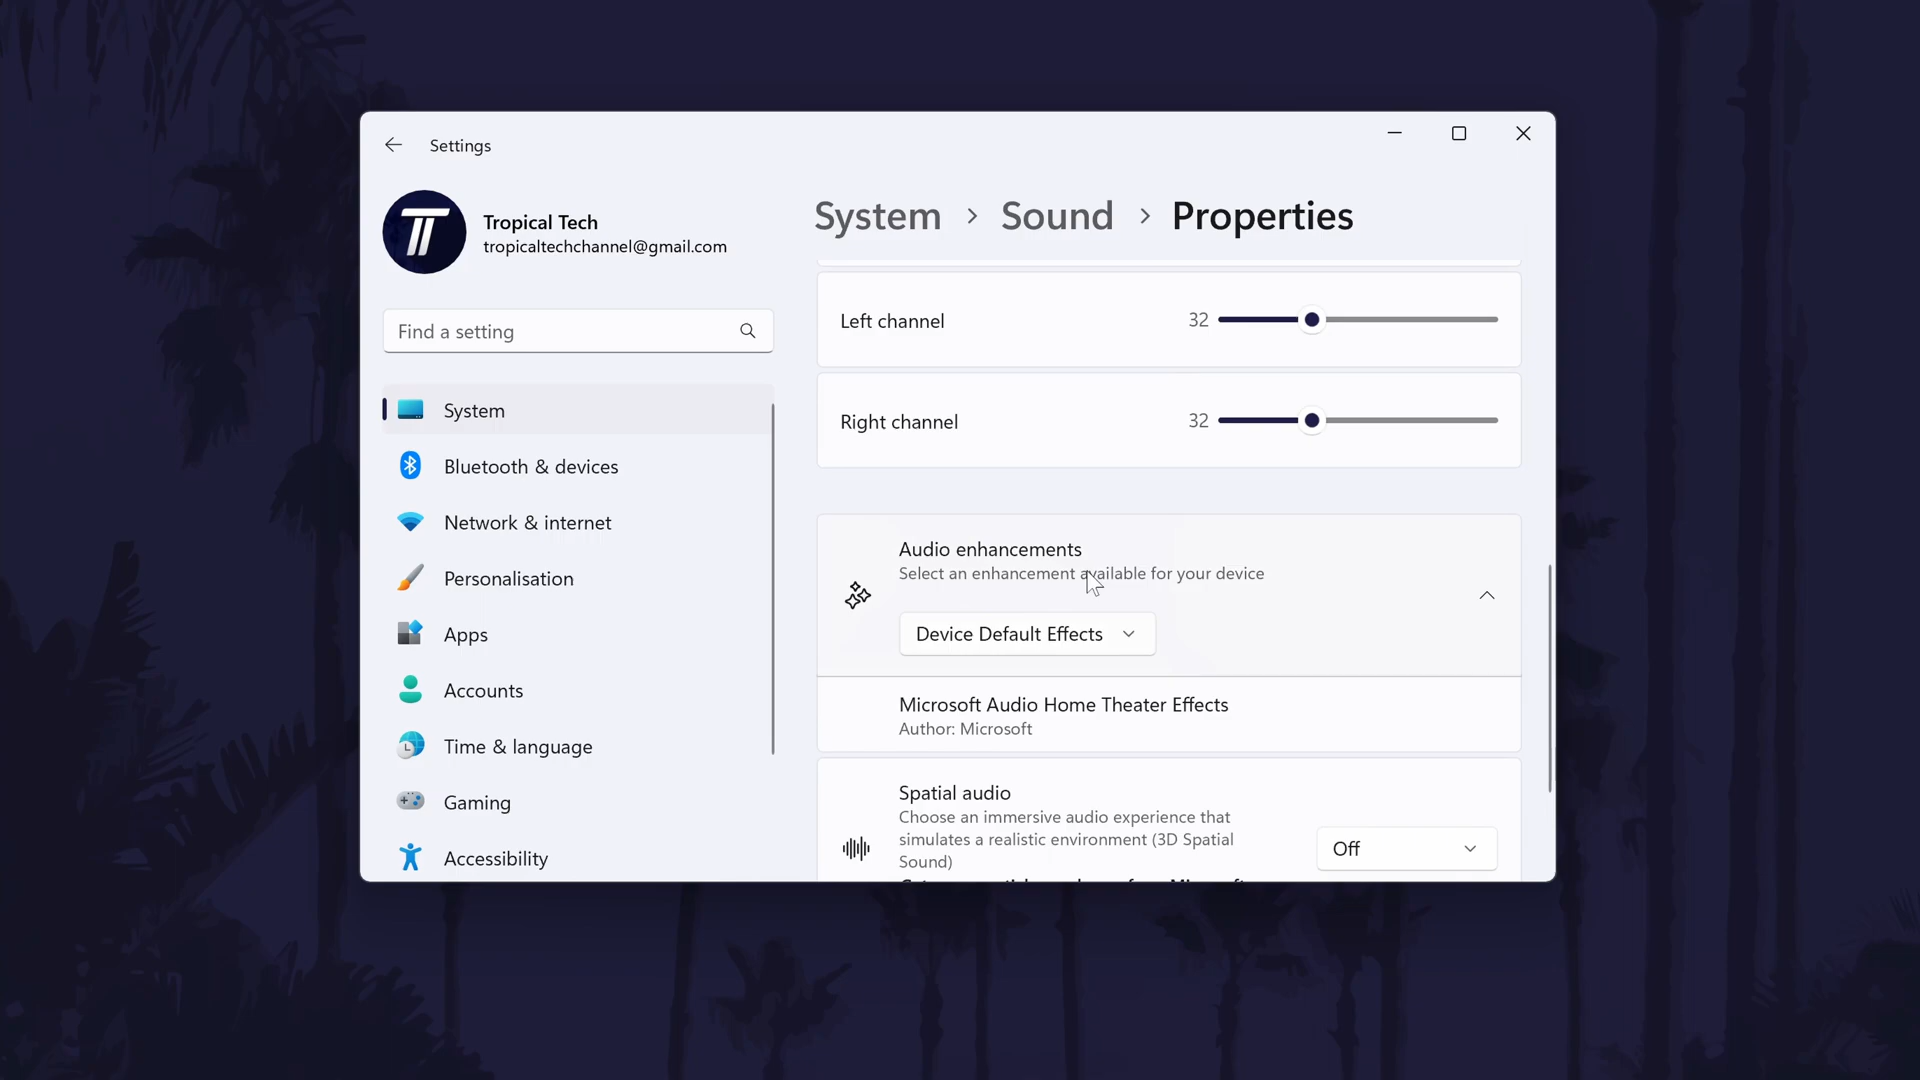 Settings
Tropical Tech
tropicaltechchannel@gmail.com
Find a setting
System
Bluetooth & devices
Network & internet
Personalisation
Apps
Accounts
Time & language
Gaming
Accessibility
System > Sound > Properties
Left channel 32
Right channel 32
Audio enhancements
Select an enhancement available for your device
Device Default Effects
Microsoft Audio Home Theater Effects
Author: Microsoft
Spatial audio
Choose an immersive audio experience that
simulates a realistic environment (3D Spatial
Sound)
Off